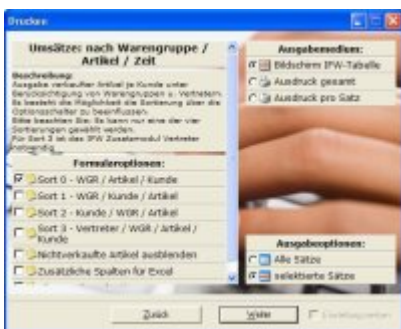 Drucken
Umsätze: nach Warengruppe /
Artikel / Zeit
Beschreibung:
Ausgabe verkaufter Artikel je Kunde unter
Berücksichtigung von Warengruppen u. Vertretern.
Es besteht die Möglichkeit die Sortierung über die
Optionsschalter zu beeinflussen.
Bitte beachten Sie: Es kann nur eine der vier
Sortierungen gewählt werden.
Für Sort 3 ist das IFW Zusatzmodul Vertreter
notwendig
Formularoptionen:
Sort 0 - WGR / Artikel / Kunde
Sort 1 - WGR / Kunde / Artikel
Sort 2 - Kunde / WGR / Artikel
Sort 3 - Vertreter / WGR / Artikel /
Kunde
Nichtverkaufte Artikel ausblenden
Zusätzliche Spalten für Excel
Ausgabemedien:
Bildschirm IFW-Tabelle
Ausdruck gesamt
Ausdruck pro Satz
Ausgabeoptionen:
Alle Sätze
selektierte Sätze
Zurück
Weiter